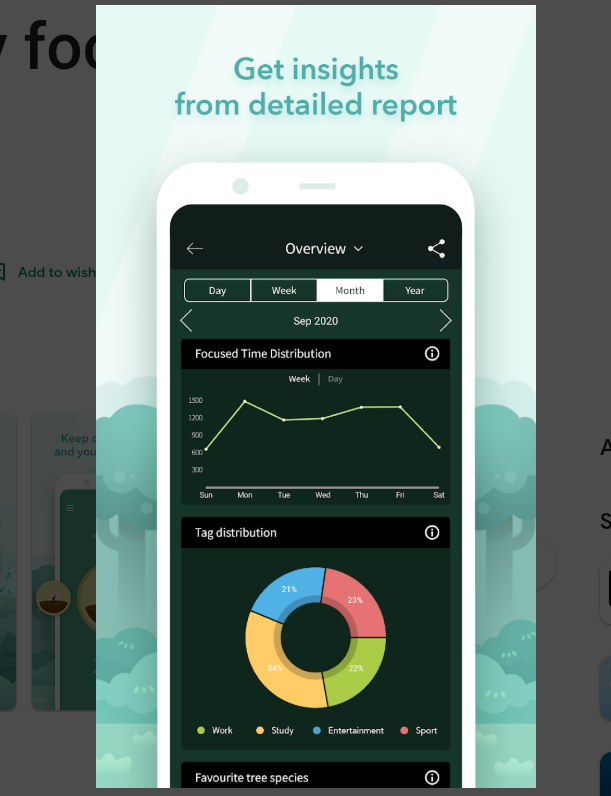 Get insights
from detailed report
Add to wish
Keep
and you
Overview
Day Week Month Year
Sep 2020
Focused Time Distribution
Week | Day
1500
1200
900
600
300
Sun Mon Tue Wed Thu Fri Sat
Tag distribution
21%
23%
34%
22%
Work Study Entertainment Sport
Favourite tree species